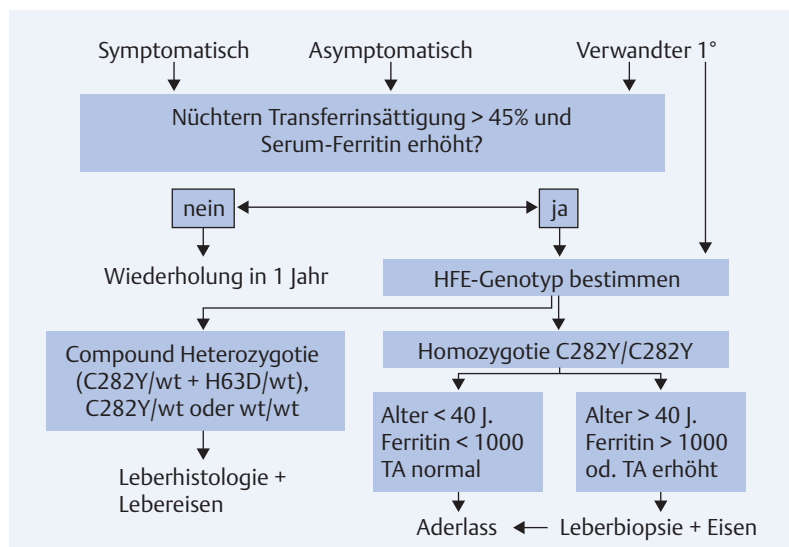 Symptomatisch
Asymptomatisch
Verwandter 1°
Nüchtern Transferrinsättigung > 45% und
Serum-Ferritin erhöht?
nein
ja
Wiederholung in 1 Jahr
HFE-Genotyp bestimmen
Compound Heterozygotie
(C282Y/wt + H63D/wt),
C282Y/wt oder wt/wt
Homozygotie C282Y/C282Y
Alter < 40 J.
Ferritin < 1000
TA normal
Alter > 40 J.
Ferritin > 1000
od. TA erhöht
Leberhistologie +
Lebereisen
Aderlass
Leberbiopsie + Eisen